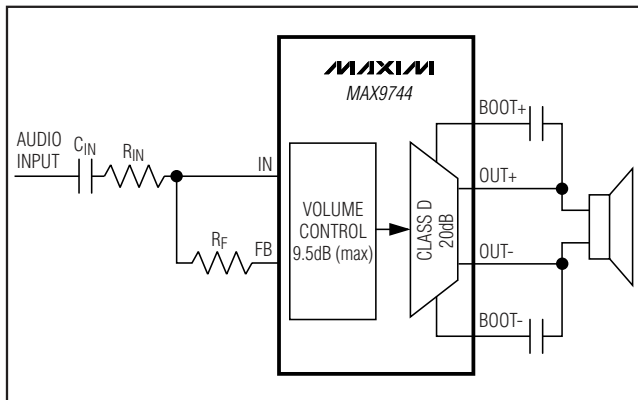 MAXIM
MAX9744
AUDIO
INPUT
CIN
RIN
IN
RF
FB
VOLUME
CONTROL
9.5dB (max)
CLASS D
20dB
BOOT+
OUT+
OUT-
BOOT-